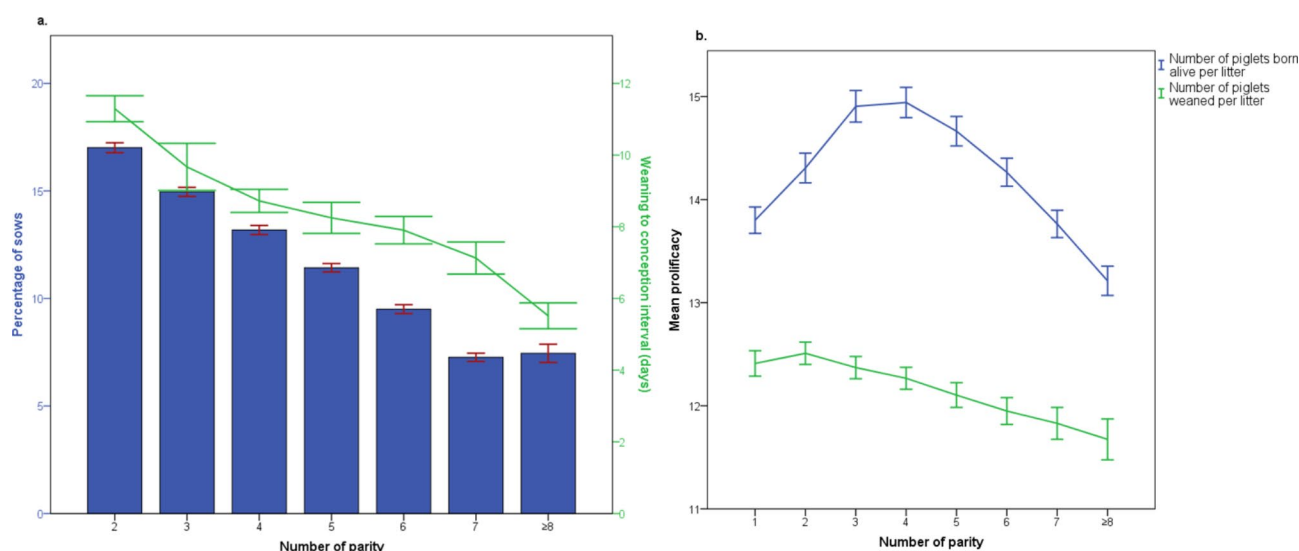 a.
Percentage of sows
20
15
10
5
0
12
10
8
6
4
2
0
Weaning to conception interval (days)
2 3 4 5 6 7 ≥8
Number of parity
b.
Mean prolificacy
15
14
13
12
11
1 2 3 4 5 6 7 ≥8
Number of parity
Number of piglets born
alive per litter
Number of piglets
weaned per litter